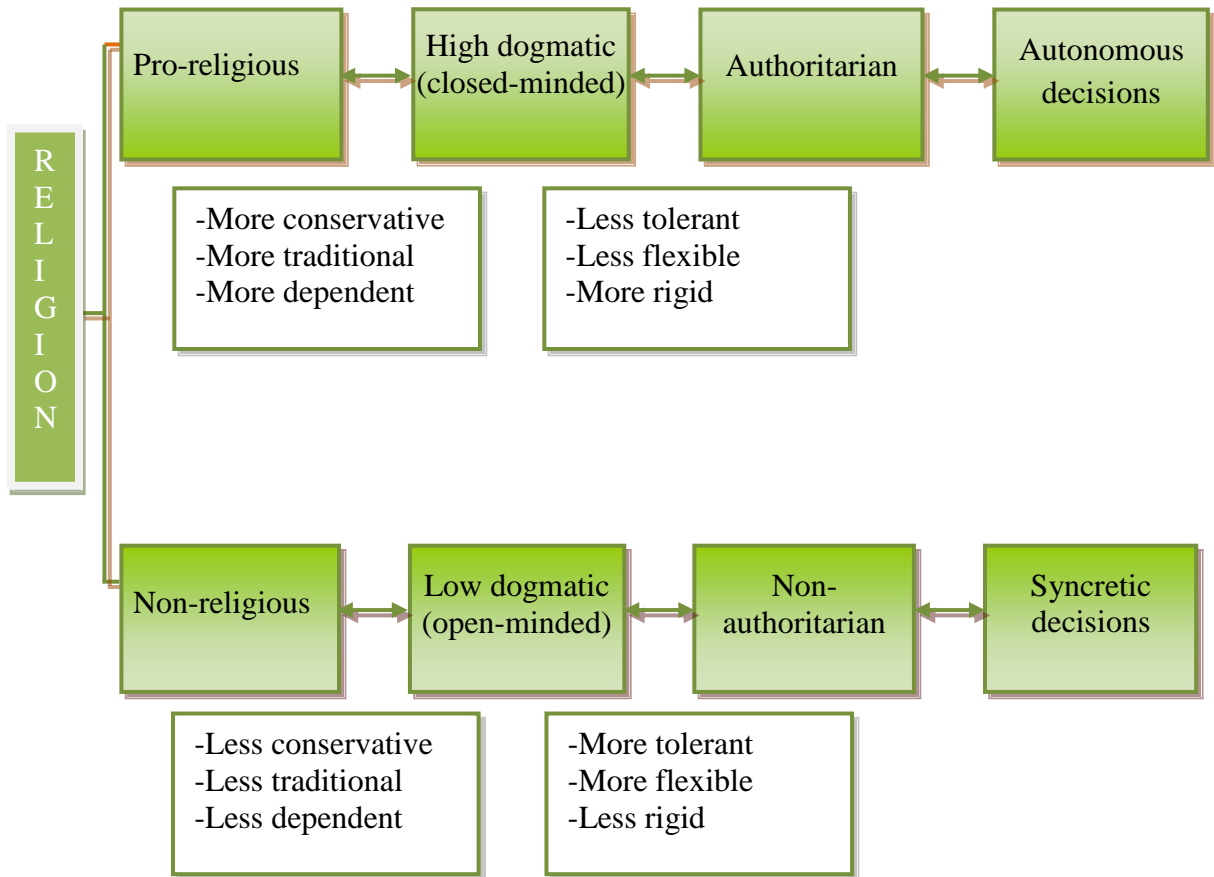 R
E
L
I
G
I
O
N
Pro-religious
High dogmatic
(closed-minded)
Authoritarian
Autonomous
decisions
-More conservative
-More traditional
-More dependent
-Less tolerant
-Less flexible
-More rigid
Non-religious
Low dogmatic
(open-minded)
Non-
authoritarian
Syncretic
decisions
-Less conservative
-Less traditional
-Less dependent
-More tolerant
-More flexible
-Less rigid